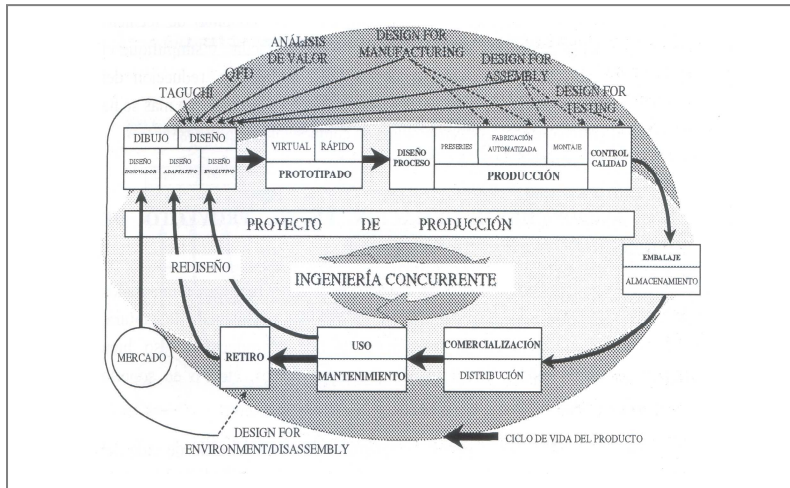 ANÁLISIS
DE VALOR
DESIGN FOR
MANUFACTURING
DESIGN FOR
ASSEMBLY
QFD
DESIGN FOR
TESTING
TAGUCHI
DIBUJO
DISEÑO
DISEÑO
INNOVADOR
DISEÑO
ADAPTATIVO
DISEÑO
EVOLUTIVO
VIRTUAL
RÁPIDO
PROTOTIPADO
DISEÑO
PROCESO
PRESERIES
FABRICACIÓN
AUTOMATIZADA
MONTAJE
PRODUCCIÓN
CONTROL
CALIDAD
PROYECTO DE PRODUCCIÓN
EMBALAJE
ALMACENAMIENTO
REDISEÑO
INGENIERÍA CONCURRENTE
MERCADO
RETIRO
USO
MANTENIMIENTO
COMERCIALIZACIÓN
DISTRIBUCIÓN
DESIGN FOR
ENVIRONMENT/DISASSEMBLY
CICLO DE VIDA DEL PRODUCTO